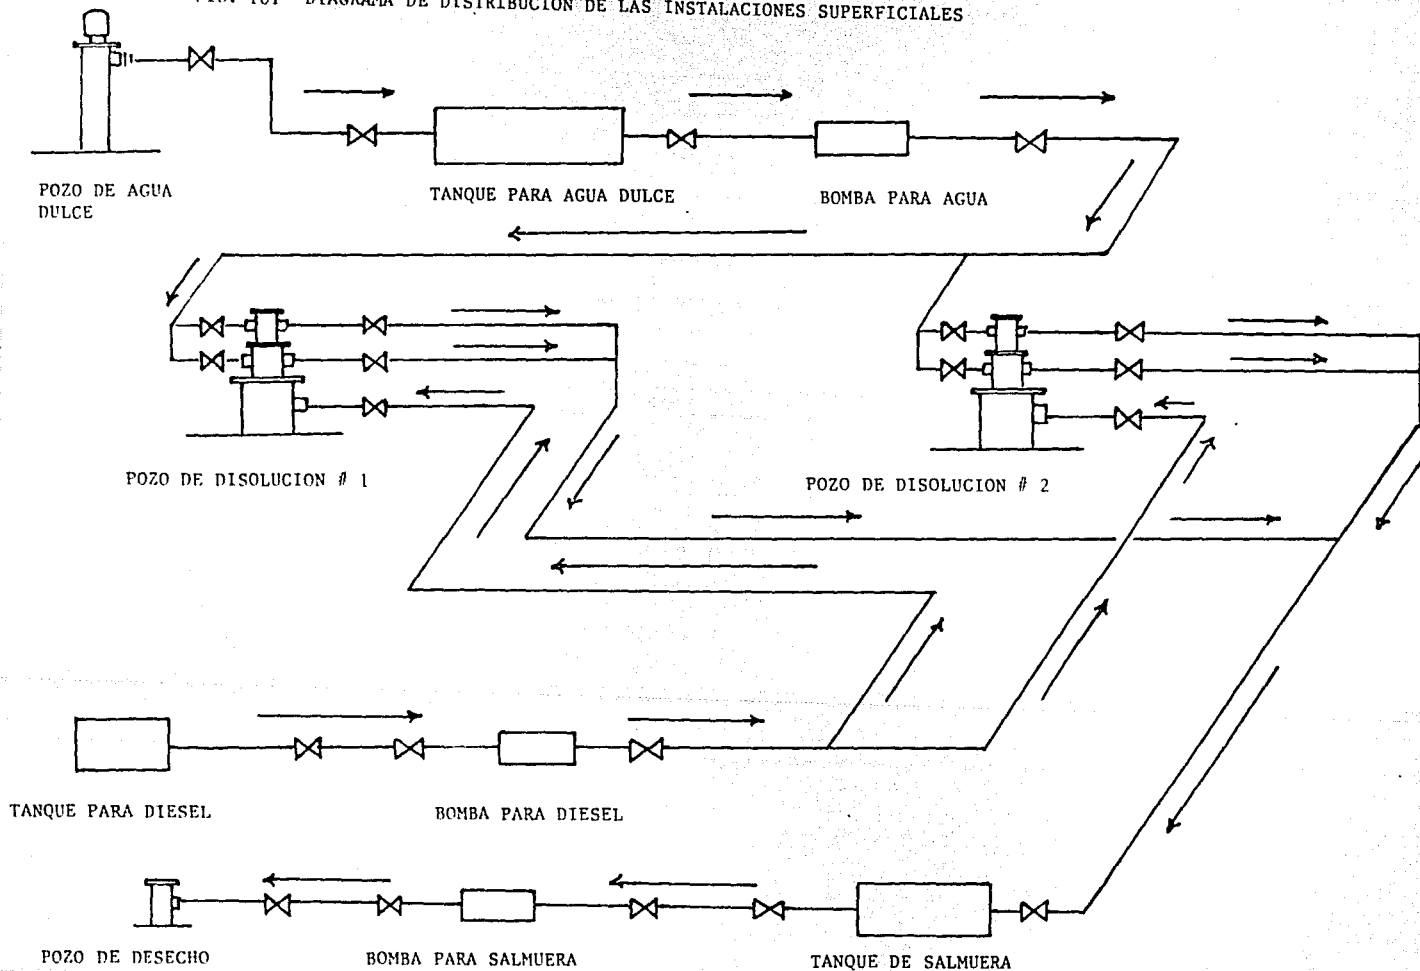 DIAGRAMA DE DISTRIBUCION DE LAS INSTALACIONES SUPERFICIALES
POZO DE AGUA
DULCE
TANQUE PARA AGUA DULCE
BOMBA PARA AGUA
POZO DE DISOLUCION # 1
POZO DE DISOLUCION # 2
TANQUE PARA DIESEL
BOMBA PARA DIESEL
POZO DE DESECHO
BOMBA PARA SALMUERA
TANQUE DE SALMUERA